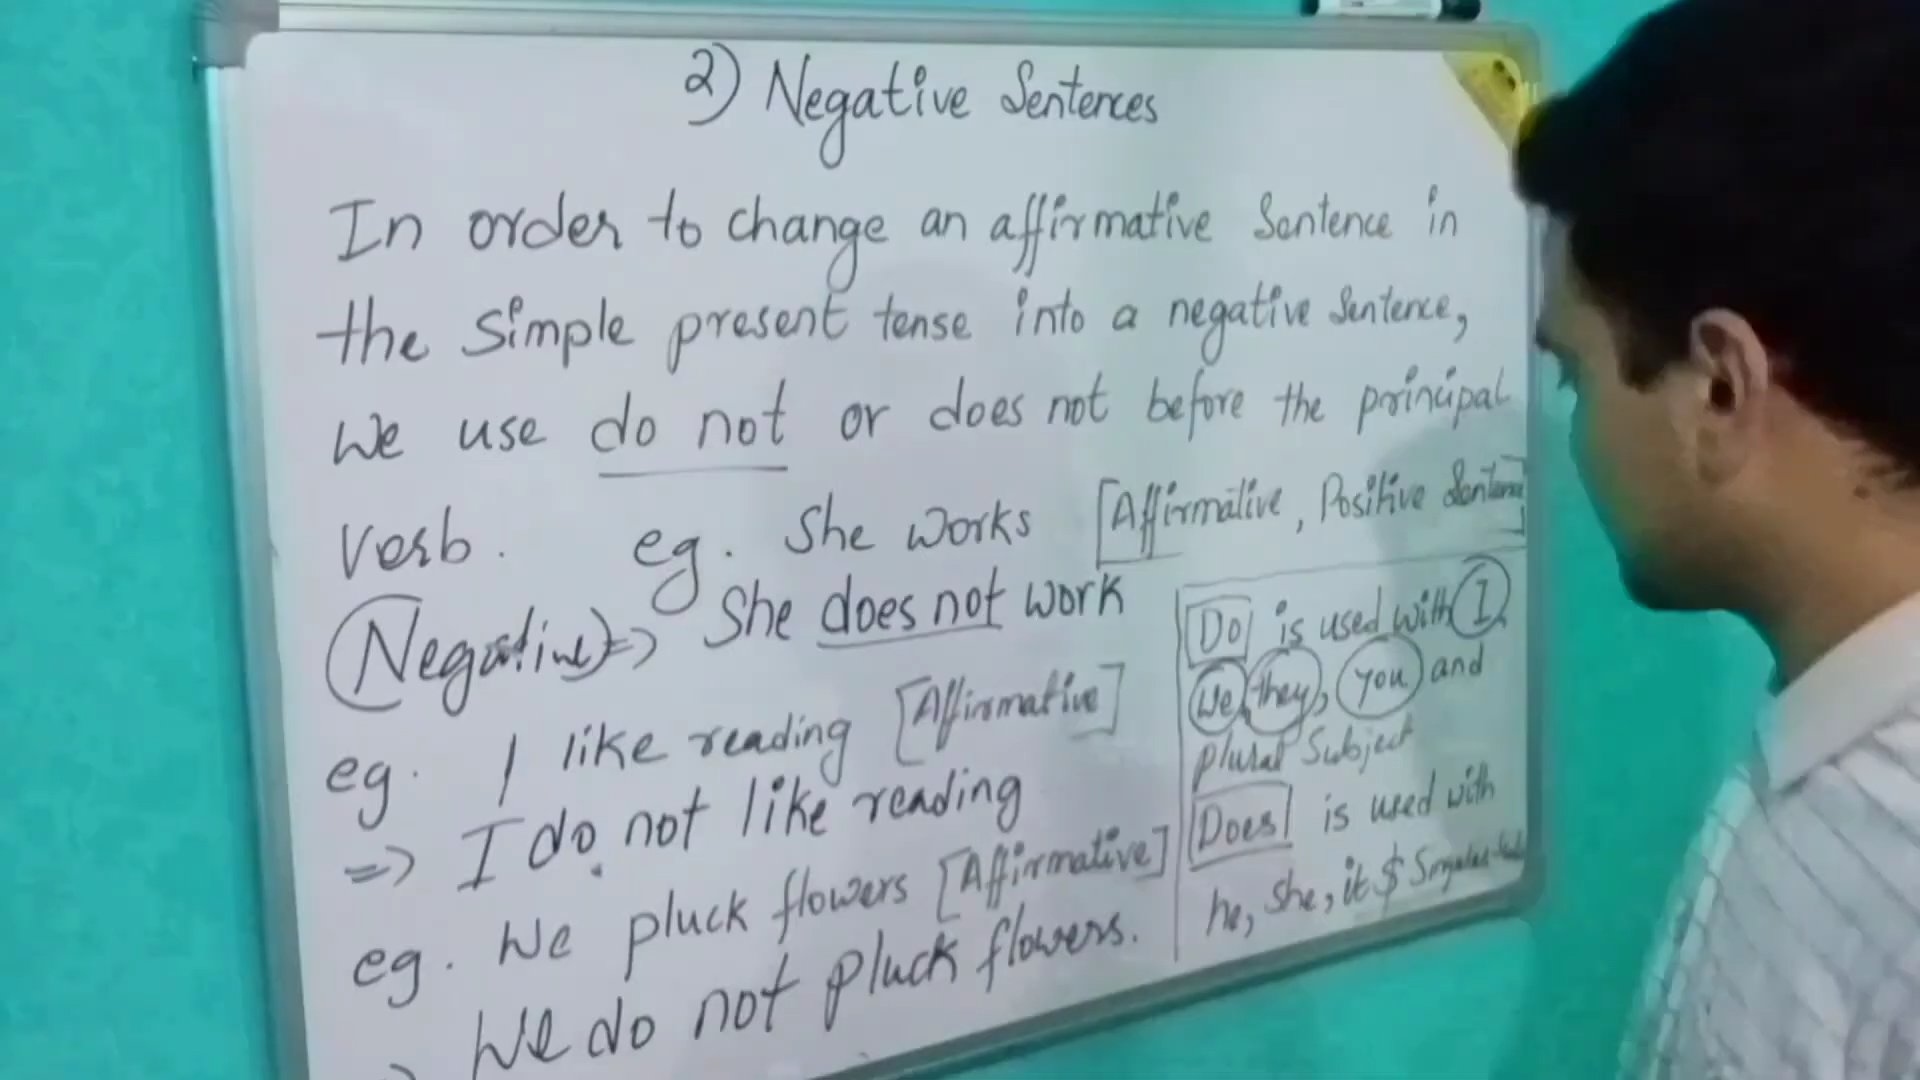 2) Negative Sentences
In order to change an affirmative Sentence in
the simple present tense into a negative Sentence,
We use do not or does not before the principal
Verb. eg. She works [Affirmative, Positive Sentence]
Negative => She does not work
eg. I like reading [Affirmative]
=> I do not like reading
eg. We pluck flowers [Affirmative]
We do not pluck flowers.
Do is used with I,
We, they, you and
plural Subject
Does is used with
he, she, it &